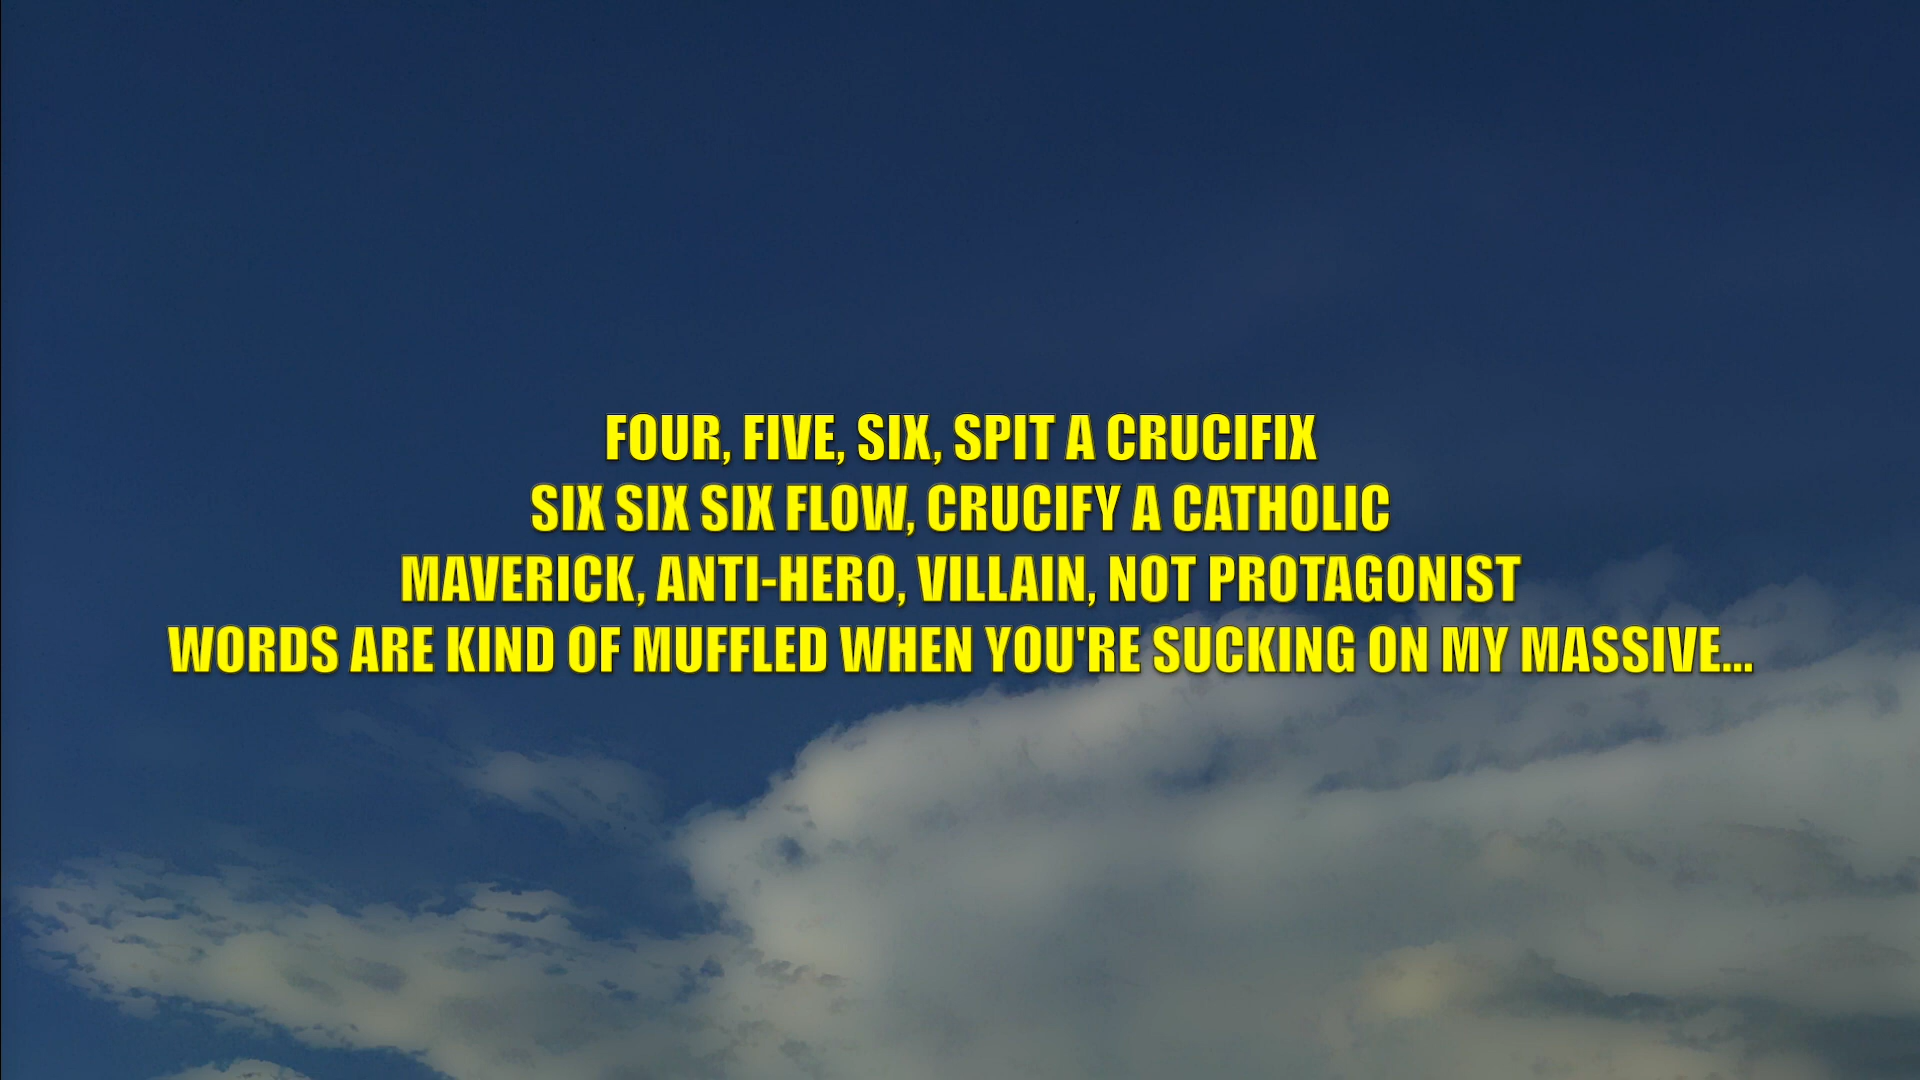 FOUR, FIVE, SIX, SPIT A CRUCIFIX
SIX SIX SIX FLOW, CRUCIFY A CATHOLIC
MAVERICK, ANTI-HERO, VILLAIN, NOT PROTAGONIST
WORDS ARE KIND OF MUFFLED WHEN YOU'RE SUCKING ON MY MASSIVE...